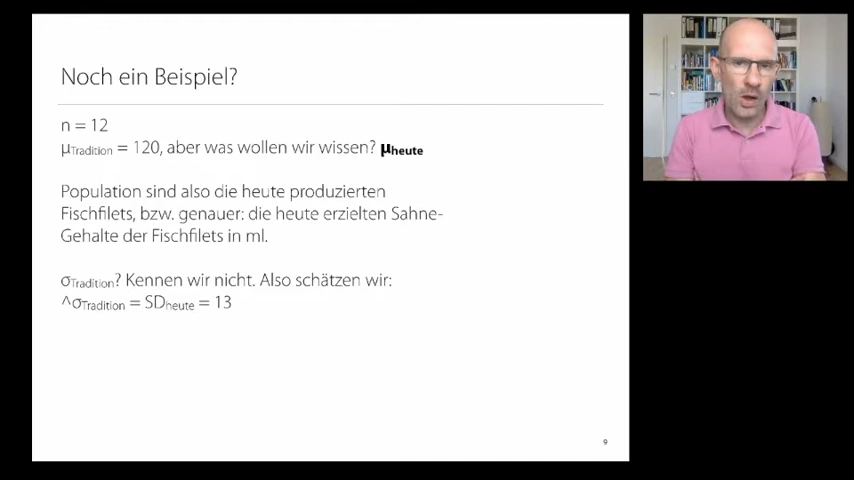 Noch ein Beispiel?
n = 12
μTradition = 120, aber was wollen wir wissen? μheute
Population sind also die heute produzierten
Fischfilets, bzw. genauer: die heute erzielten Sahne-
Gehalte der Fischfilets in ml.
σTradition? Kennen wir nicht. Also schätzen wir:
^σTradition = SDheute = 13
9